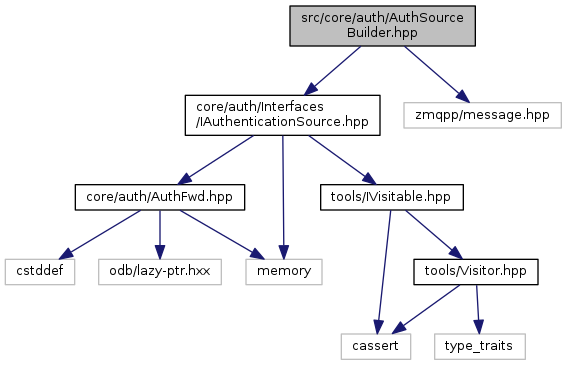 src/core/auth/AuthSource
Builder.hpp
core/auth/Interfaces
/IAuthenticationSource.hpp
zmqpp/message.hpp
core/auth/AuthFwd.hpp
tools/IVisitable.hpp
cstddef
odb/lazy-ptr.hxx
memory
tools/Visitor.hpp
cassert
type_traits